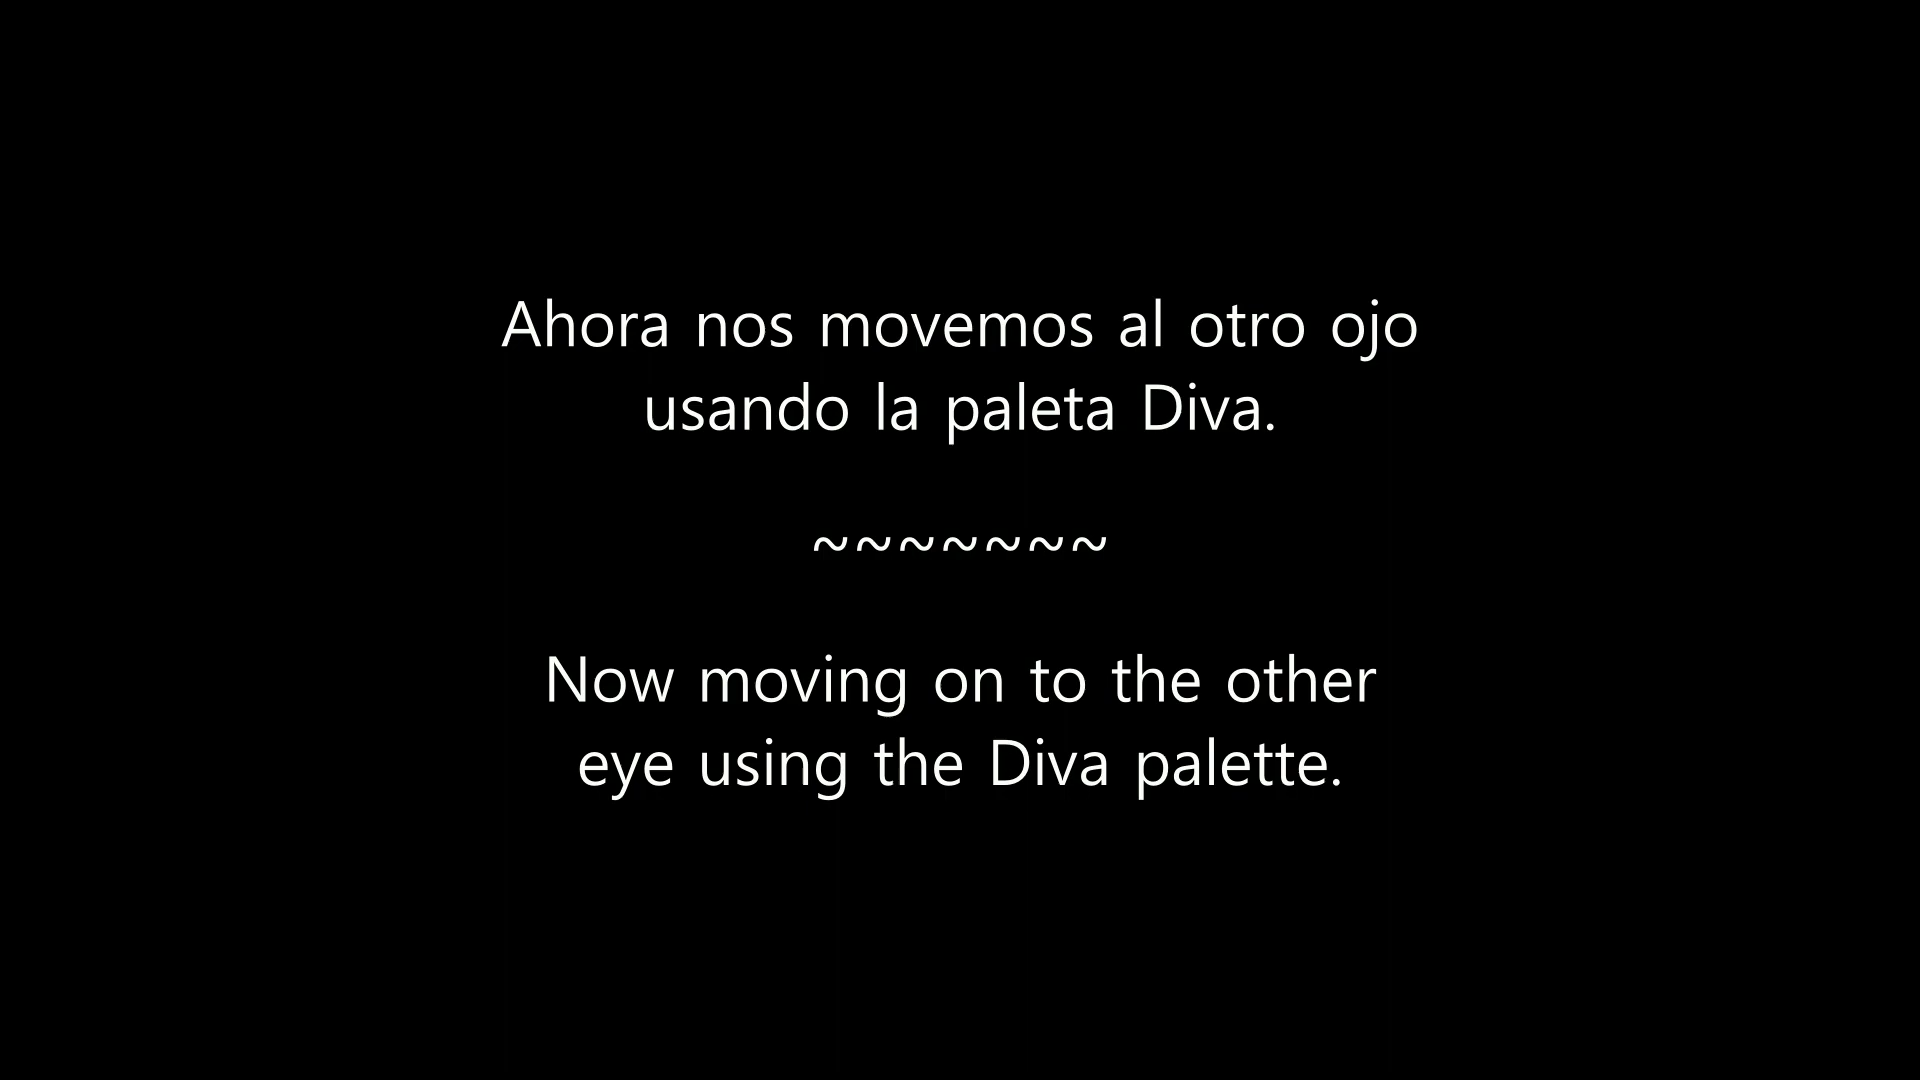 Ahora nos movemos al otro ojo
usando la paleta Diva.
~~~~~~~
Now moving on to the other
eye using the Diva palette.